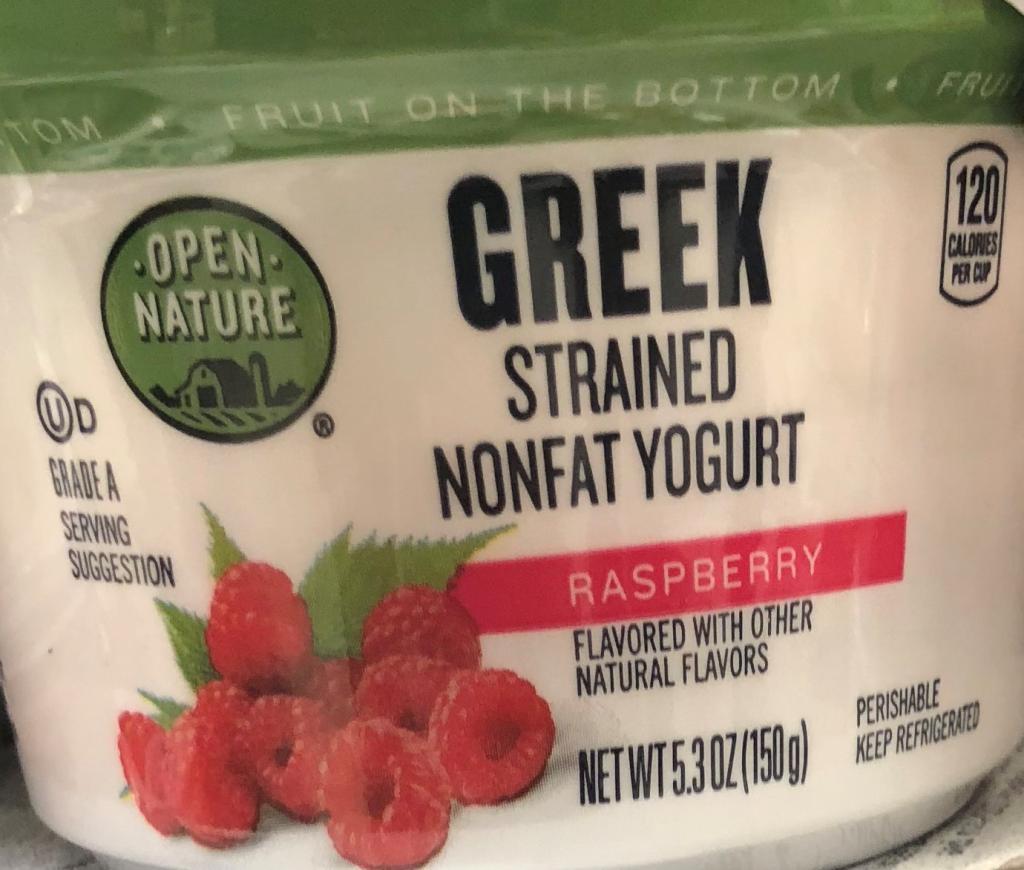 TOM • FRUIT ON THE BOTTOM • FRUI
OPEN
NATURE
®
GREEK
STRAINED
NONFAT YOGURT
120
CALORIES
PER CUP
U D
GRADE A
SERVING
SUGGESTION
RASPBERRY
FLAVORED WITH OTHER
NATURAL FLAVORS
NET WT 5.3 OZ (150g)
PERISHABLE
KEEP REFRIGERATED